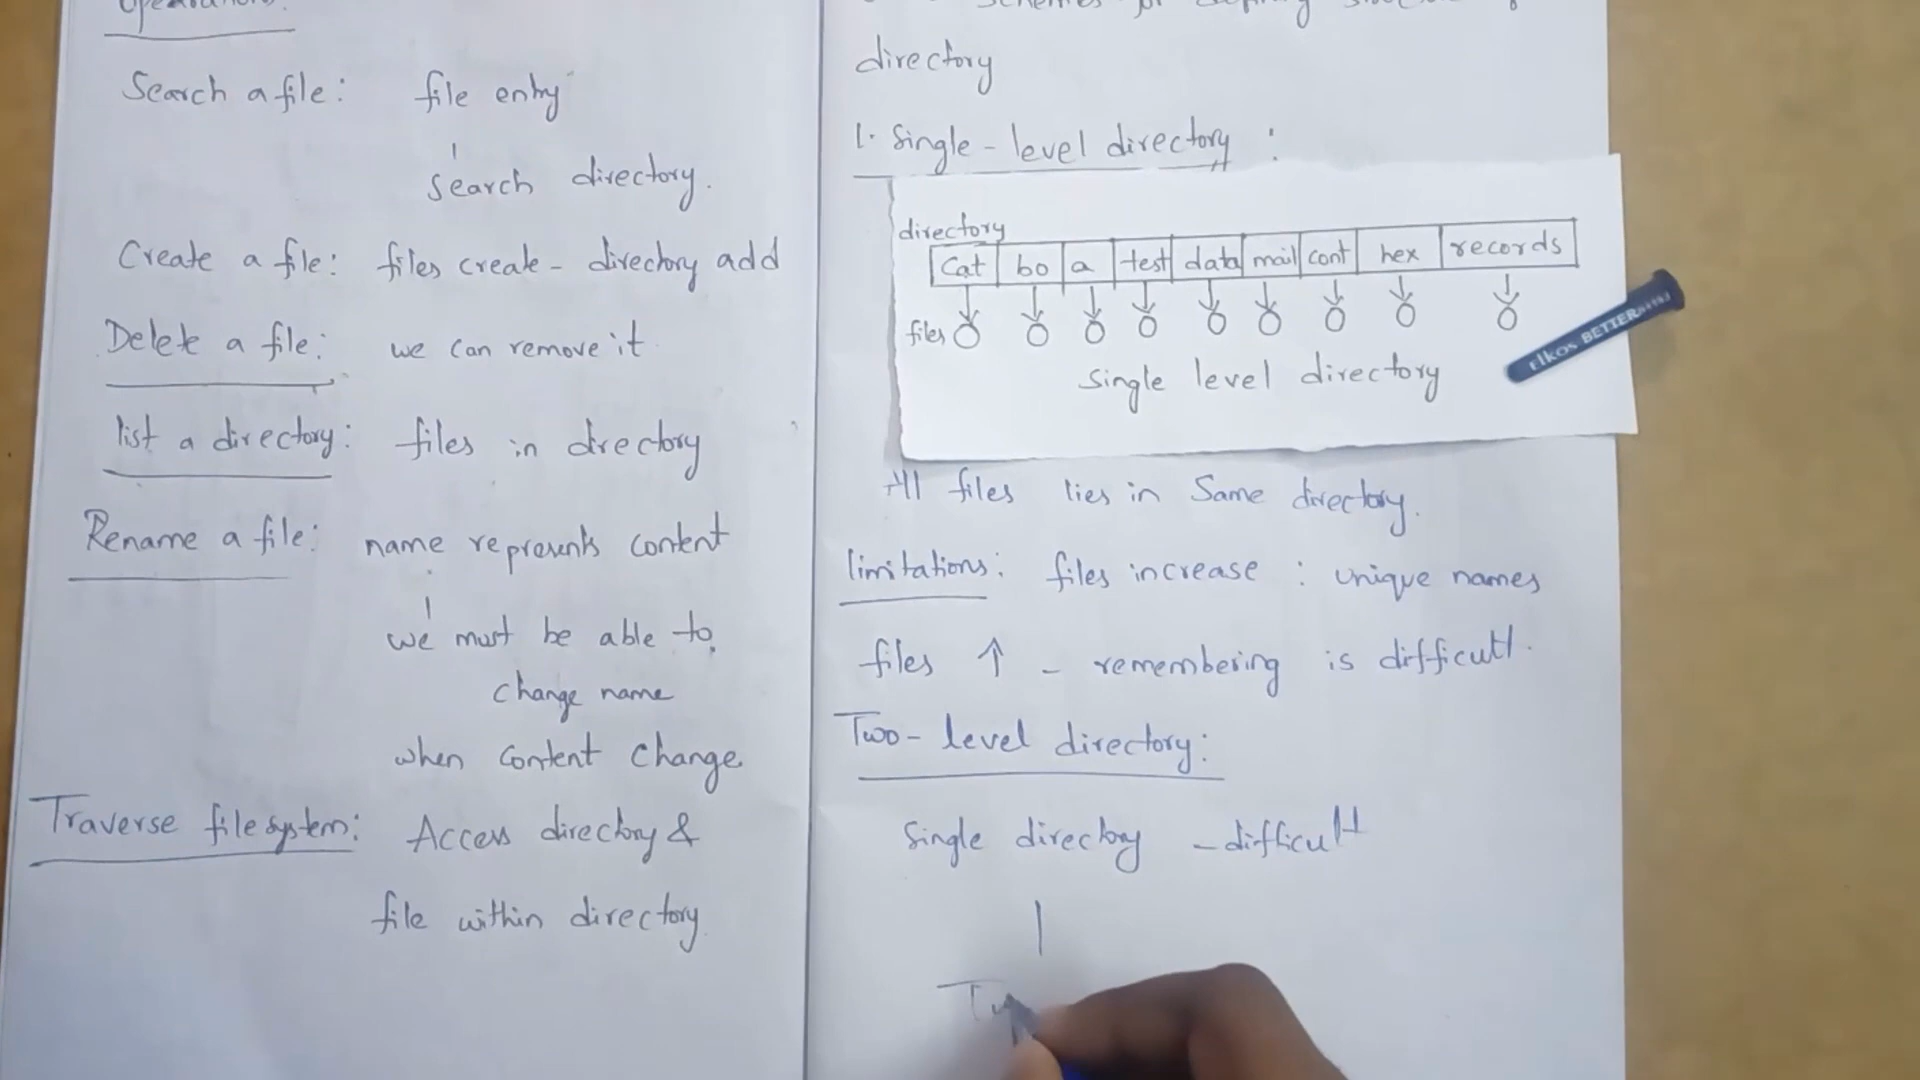 Operations:
Search a file: file entry
search directory.
Create a file: files create - directory add
Delete a file: we can remove it
list a directory: files in directory
Rename a file: name reprsents content
we must be able to
change name
when content change
Traverse filesystem: Access directory &
file within directory.
schemes for
directory
1. Single-level directory:
directory
Cat bo a test data mail cont hex records
files
Single level directory
Elkos BETTER
All files lies in Same directory.
limitations: files increase : unique names
files ↑ - remembering is difficult.
Two-level directory:
Single directory - difficult